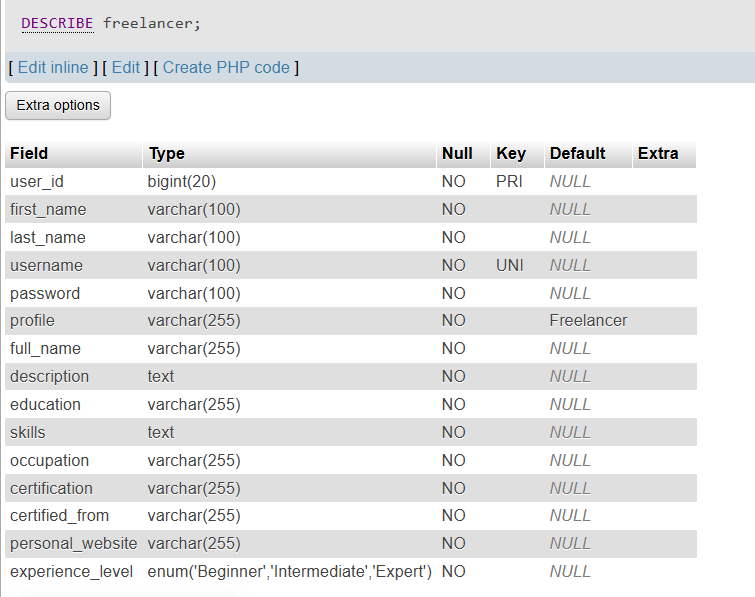 DESCRIBE freelancer;
[ Edit inline ] [ Edit ] [ Create PHP code ]
Extra options
Field Type Null Key Default Extra
user_id bigint(20) NO PRI NULL
first_name varchar(100) NO NULL
last_name varchar(100) NO NULL
username varchar(100) NO UNI NULL
password varchar(100) NO NULL
profile varchar(255) NO Freelancer
full_name varchar(255) NO NULL
description text NO NULL
education varchar(255) NO NULL
skills text NO NULL
occupation varchar(255) NO NULL
certification varchar(255) NO NULL
certified_from varchar(255) NO NULL
personal_website varchar(255) NO NULL
experience_level enum('Beginner','Intermediate','Expert') NO NULL